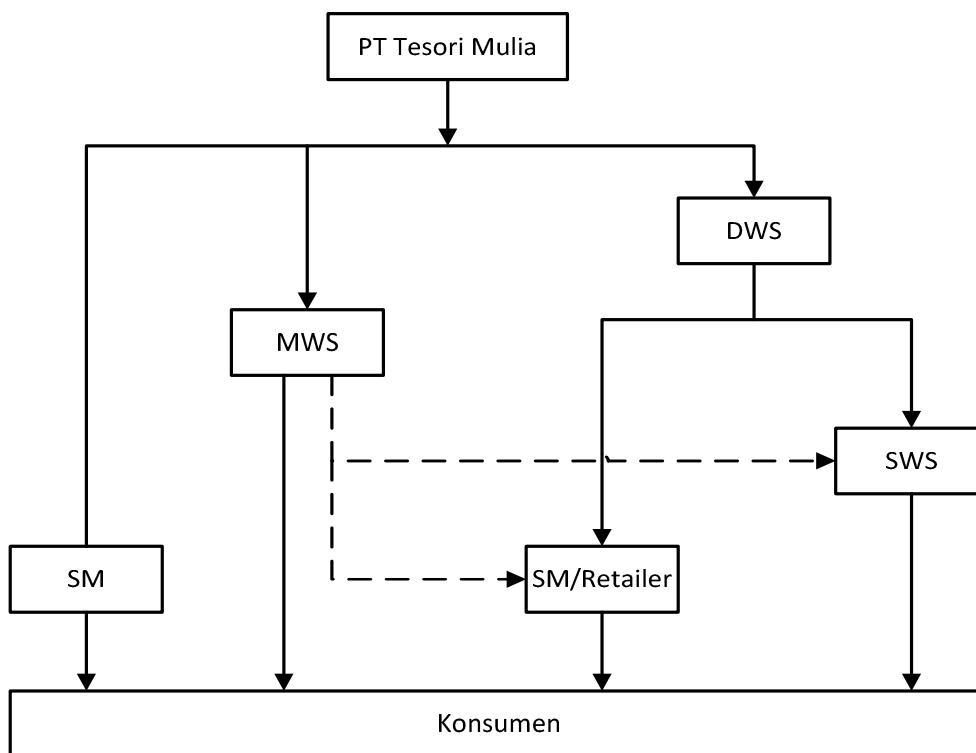 PT Tesori Mulia
DWS
MWS
SWS
SM
SM/Retailer
Konsumen